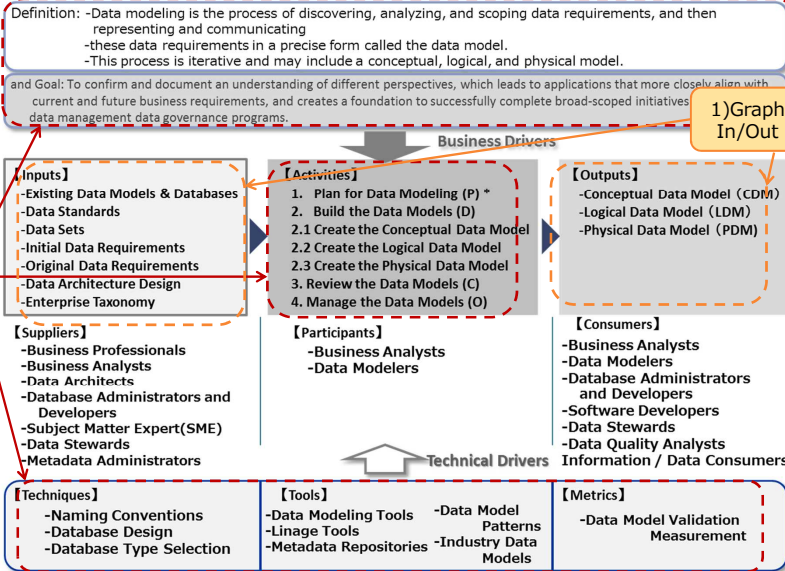 Definition: -Data modeling is the process of discovering, analyzing, and scoping data requirements, and then
representing and communicating
-these data requirements in a precise form called the data model.
-This process is iterative and may include a conceptual, logical, and physical model.
and Goal: To confirm and document an understanding of different perspectives, which leads to applications that more closely align with
current and future business requirements, and creates a foundation to successfully complete broad-scoped initiatives
data management data governance programs.
1)Graph
In/Out
Business Drivers
【Inputs】
-Existing Data Models & Databases
-Data Standards
-Data Sets
-Initial Data Requirements
-Original Data Requirements
-Data Architecture Design
-Enterprise Taxonomy
【Activities】
1. Plan for Data Modeling (P) *
2. Build the Data Models (D)
2.1 Create the Conceptual Data Model
2.2 Create the Logical Data Model
2.3 Create the Physical Data Model
3. Review the Data Models (C)
4. Manage the Data Models (O)
【Outputs】
-Conceptual Data Model（CDM）
-Logical Data Model（LDM）
-Physical Data Model（PDM）
【Suppliers】
-Business Professionals
-Business Analysts
-Data Architects
-Database Administrators and
Developers
-Subject Matter Expert(SME)
-Data Stewards
-Metadata Administrators
【Participants】
-Business Analysts
-Data Modelers
【Consumers】
-Business Analysts
-Data Modelers
-Database Administrators
and Developers
-Software Developers
-Data Stewards
-Data Quality Analysts
Information / Data Consumers
Technical Drivers
【Techniques】
-Naming Conventions
-Database Design
-Database Type Selection
【Tools】
-Data Modeling Tools
-Linage Tools
-Metadata Repositories
-Data Model
Patterns
-Industry Data
Models
【Metrics】
-Data Model Validation
Measurement